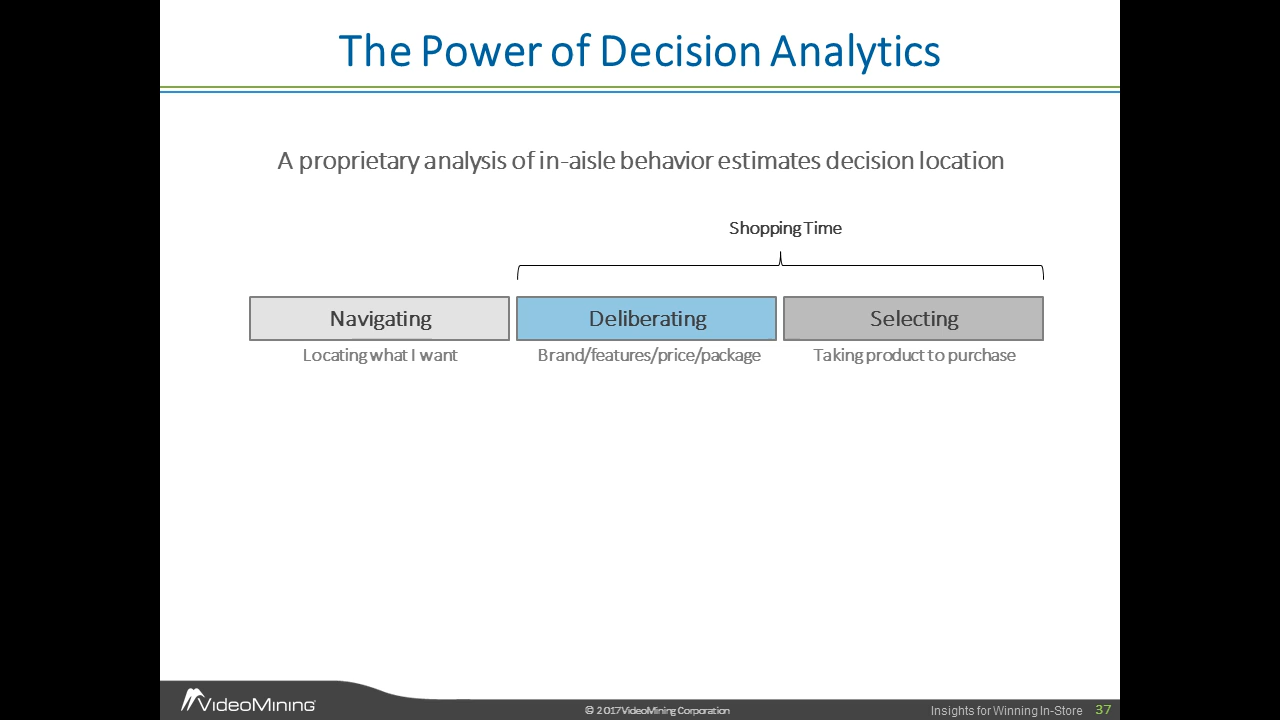 The Power of Decision Analytics
A proprietary analysis of in-aisle behavior estimates decision location
Shopping Time
Navigating
Deliberating
Selecting
Locating what I want
Brand/features/price/package
Taking product to purchase
VideoMining
© 2017 VideoMining Corporation
Insights for Winning In-Store
37